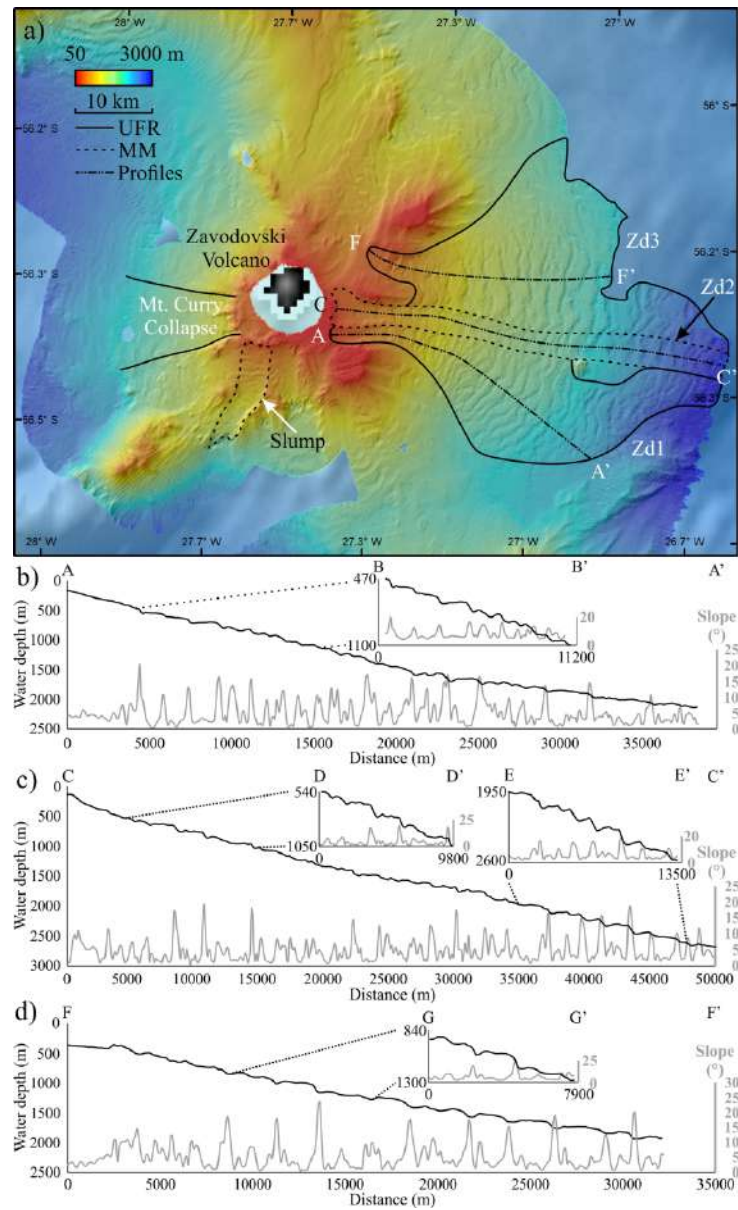 a)
28° W
27.7° W
27.3° W
27° W
50
3000 m
10 km
UFR
MM
Profiles
56° S
56.2° S
56.2° S
Zavodovski
Volcano
F
Zd3
F'
Zd2
56.3° S
Mt. Curry
Collapse
C
A
C'
56.3° S
56.5° S
Slump
Zd1
A'
28° W
27.7° W
27.3° W
27° W
26.7° W
b)
A
B
B'
A'
0
500
1000
1500
2000
2500
Water depth (m)
470
1100
0
11200
20
0
Slope
(°)
25
20
15
10
5
0
0
5000
10000
15000
20000
25000
30000
35000
Distance (m)
c)
C
D
D'
E
E'
C'
0
500
1000
1500
2000
2500
3000
Water depth (m)
540
1050
0
9800
25
0
1950
2600
0
13500
20
0
Slope
(°)
25
20
15
10
5
0
0
5000
10000
15000
20000
25000
30000
35000
40000
45000
50000
Distance (m)
d)
F
G
G'
F'
0
500
1000
1500
2000
2500
Water depth (m)
840
1300
0
7900
25
0
Slope
(°)
30
25
20
15
10
5
0
0
5000
10000
15000
20000
25000
30000
35000
Distance (m)